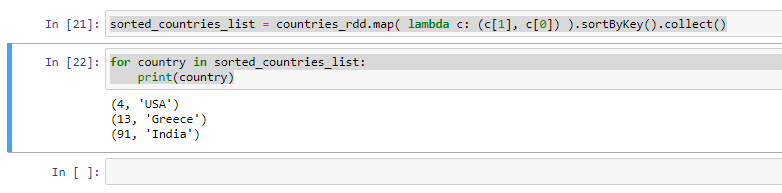 In [21]: sorted_countries_list = countries_rdd.map( lambda c: (c[1], c[0]) ).sortByKey().collect()
In [22]: for country in sorted_countries_list:
    print(country)
(4, 'USA')
(13, 'Greece')
(91, 'India')
In [ ]: